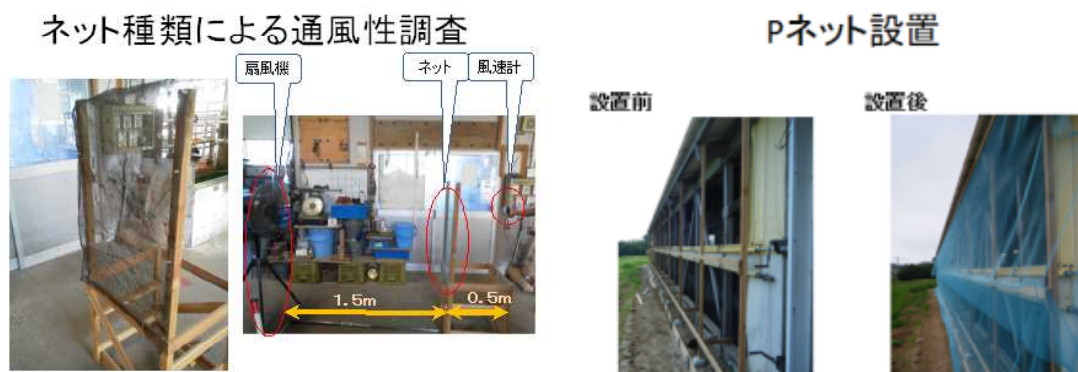 ネット種類による通風性調査
扇風機
ネット
風速計
1.5m
0.5m
Pネット設置
設置前
設置後